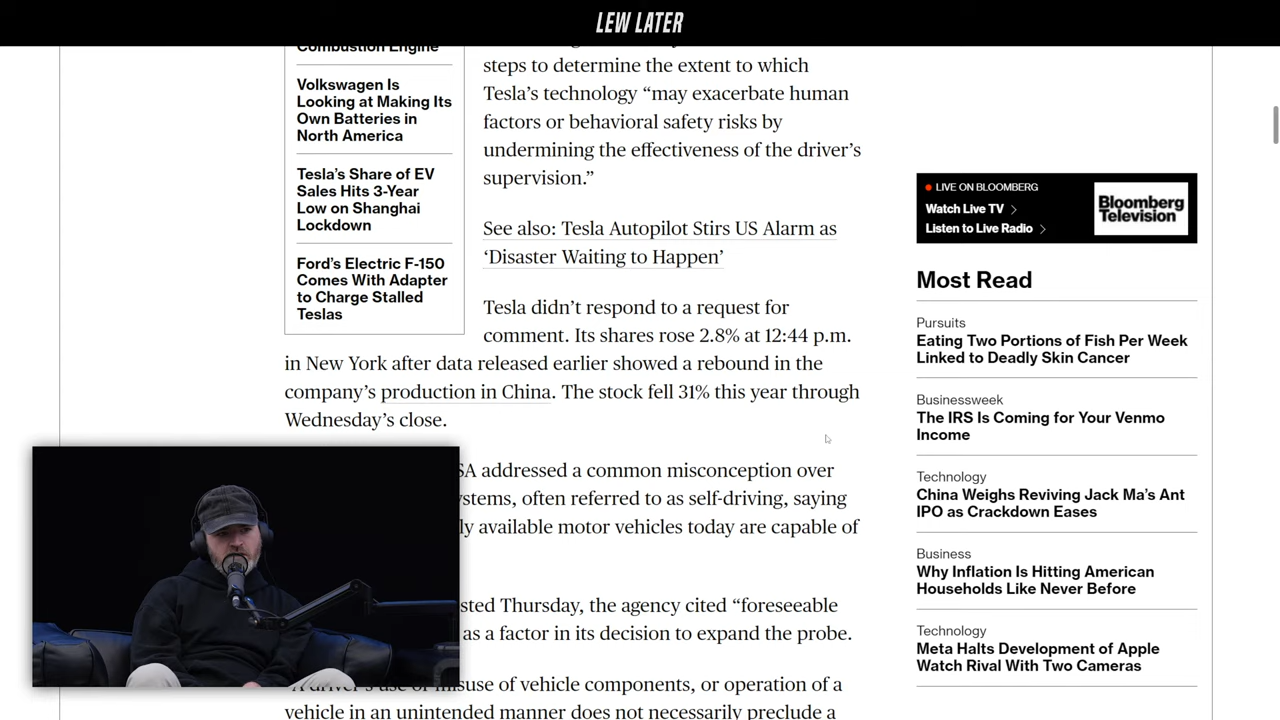 LEW LATER
Combustion Engine
Volkswagen Is
Looking at Making Its
Own Batteries in
North America
Tesla’s Share of EV
Sales Hits 3-Year
Low on Shanghai
Lockdown
Ford’s Electric F-150
Comes With Adapter
to Charge Stalled
Teslas
steps to determine the extent to which
Tesla’s technology “may exacerbate human
factors or behavioral safety risks by
undermining the effectiveness of the driver’s
supervision.”
See also: Tesla Autopilot Stirs US Alarm as
‘Disaster Waiting to Happen’
Tesla didn’t respond to a request for
comment. Its shares rose 2.8% at 12:44 p.m.
in New York after data released earlier showed a rebound in the
company’s production in China. The stock fell 31% this year through
Wednesday’s close.
SA addressed a common misconception over
stems, often referred to as self-driving, saying
ly available motor vehicles today are capable of
sted Thursday, the agency cited “foreseeable
as a factor in its decision to expand the probe.
“A driver’s use or misuse of vehicle components, or operation of a
vehicle in an unintended manner does not necessarily preclude a
LIVE ON BLOOMBERG
Watch Live TV
Listen to Live Radio
Bloomberg
Television
Most Read
Pursuits
Eating Two Portions of Fish Per Week
Linked to Deadly Skin Cancer
Businessweek
The IRS Is Coming for Your Venmo
Income
Technology
China Weighs Reviving Jack Ma’s Ant
IPO as Crackdown Eases
Business
Why Inflation Is Hitting American
Households Like Never Before
Technology
Meta Halts Development of Apple
Watch Rival With Two Cameras